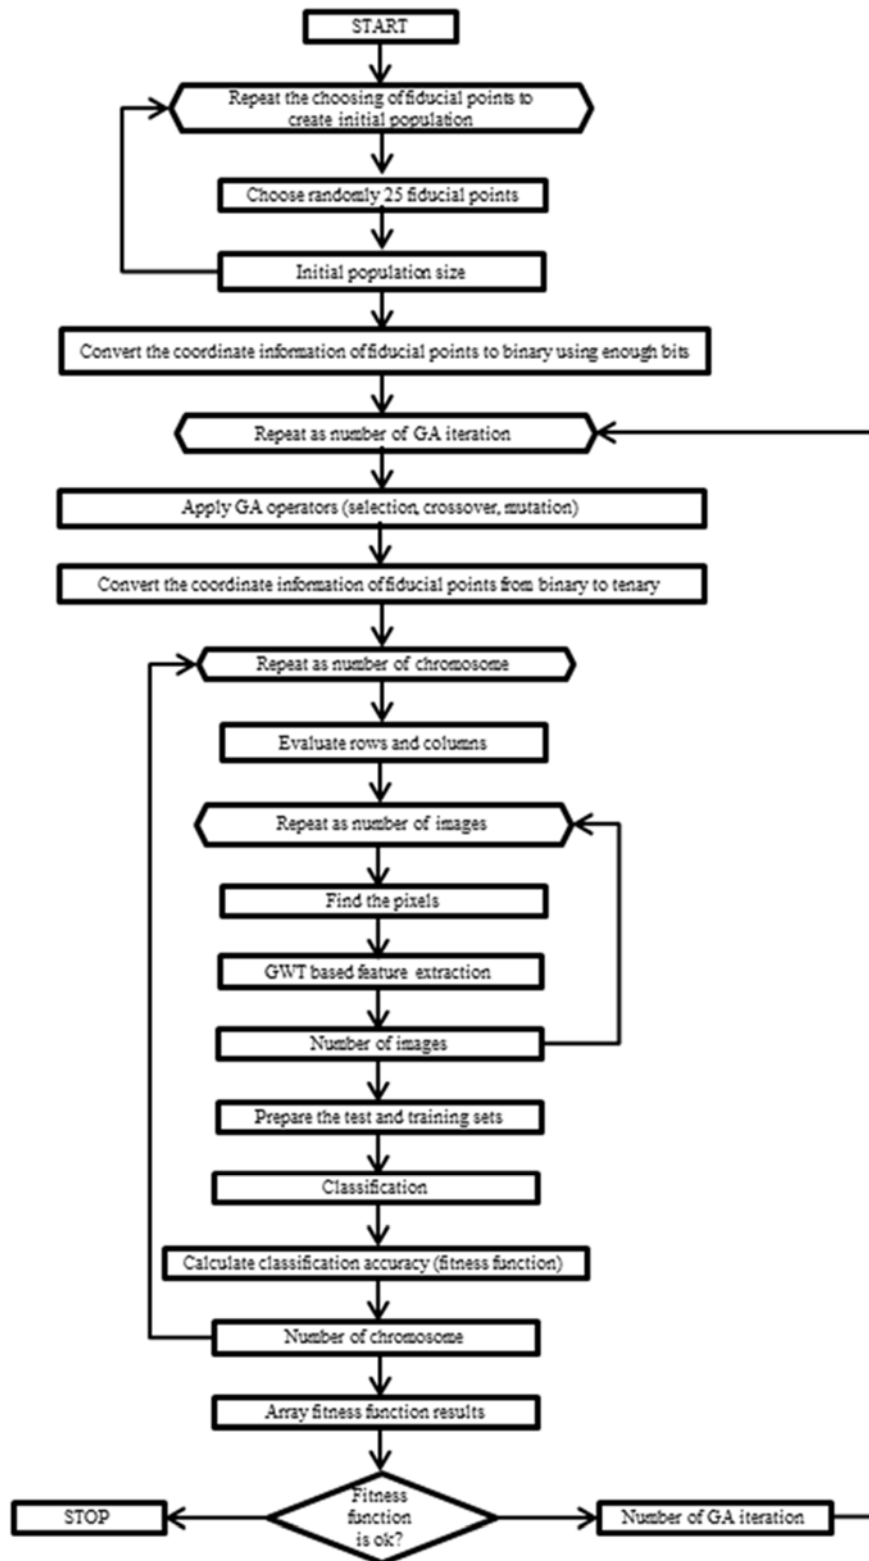 START
Repeat the choosing of fiducial points to
create initial population
Choose randomly 25 fiducial points
Initial population size
Convert the coordinate information of fiducial points to binary using enough bits
Repeat as number of GA iteration
Apply GA operators (selection, crossover, mutation)
Convert the coordinate information of fiducial points from binary to tenary
Repeat as number of chromosome
Evaluate rows and columns
Repeat as number of images
Find the pixels
GWT based feature extraction
Number of images
Prepare the test and training sets
Classification
Calculate classification accuracy (fitness function)
Number of chromosome
Array fitness function results
Fitness
function
is ok?
STOP
Number of GA iteration